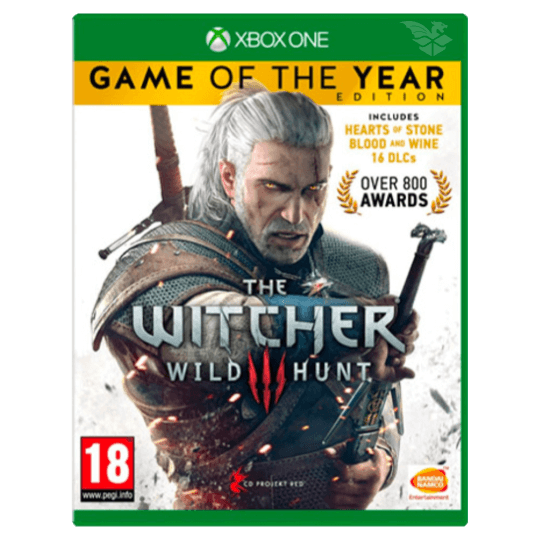 XBOX ONE
GAME OF THE YEAR
EDITION
INCLUDES
HEARTS OF STONE
BLOOD AND WINE
16 DLCs
OVER 800
AWARDS
THE
WITCHER
WILD III HUNT
18
www.pegi.info
CD PROJEKT RED
BANDAI
NAMCO
Entertainment